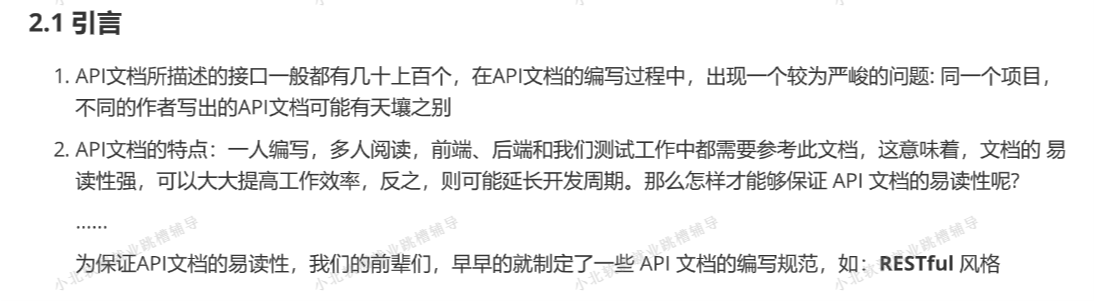 2.1 引言
1. API文档所描述的接口一般都有几十上百个，在API文档的编写过程中，出现一个较为严峻的问题: 同一个项目，
不同的作者写出的API文档可能有天壤之别
2. API文档的特点：一人编写，多人阅读，前端、后端和我们测试工作中都需要参考此文档，这意味着，文档的 易
读性强，可以大大提高工作效率，反之，则可能延长开发周期。那么怎样才能够保证 API 文档的易读性呢?
......
为保证API文档的易读性，我们的前辈们，早早的就制定了一些 API 文档的编写规范，如：RESTful 风格